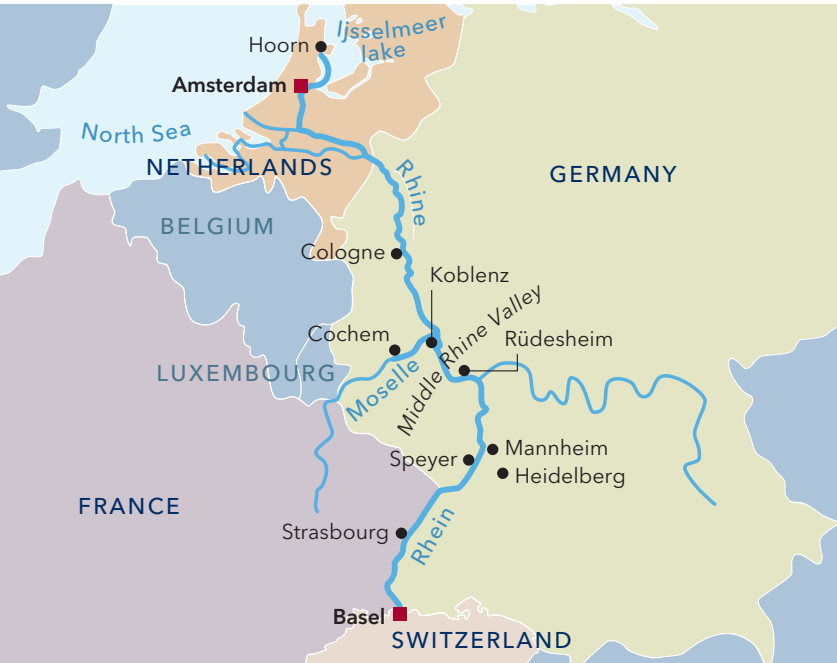 Ijsselmeer
lake
Hoorn
Amsterdam
North Sea
NETHERLANDS
Rhine
GERMANY
BELGIUM
Cologne
Koblenz
Middle Rhine Valley
Cochem
Rüdesheim
LUXEMBOURG
Moselle
Mannheim
Speyer
Heidelberg
FRANCE
Strasbourg
Rhein
Basel
SWITZERLAND